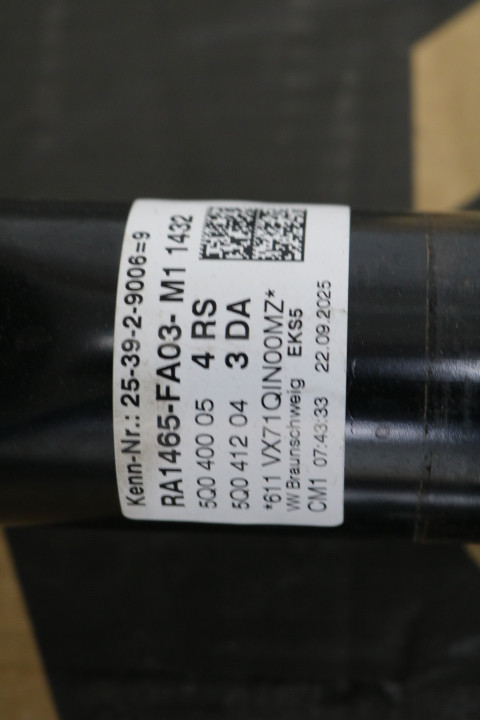 Kenn-Nr.: 25-39-2-9006=9
RA1465-FA03- M1 1432
5Q0 400 05 4 RS
5Q0 412 04 3 DA
*611 VX71QIN00MZ*
VW Braunschweig EKS5
CM1 07:43:33 22.09.2025